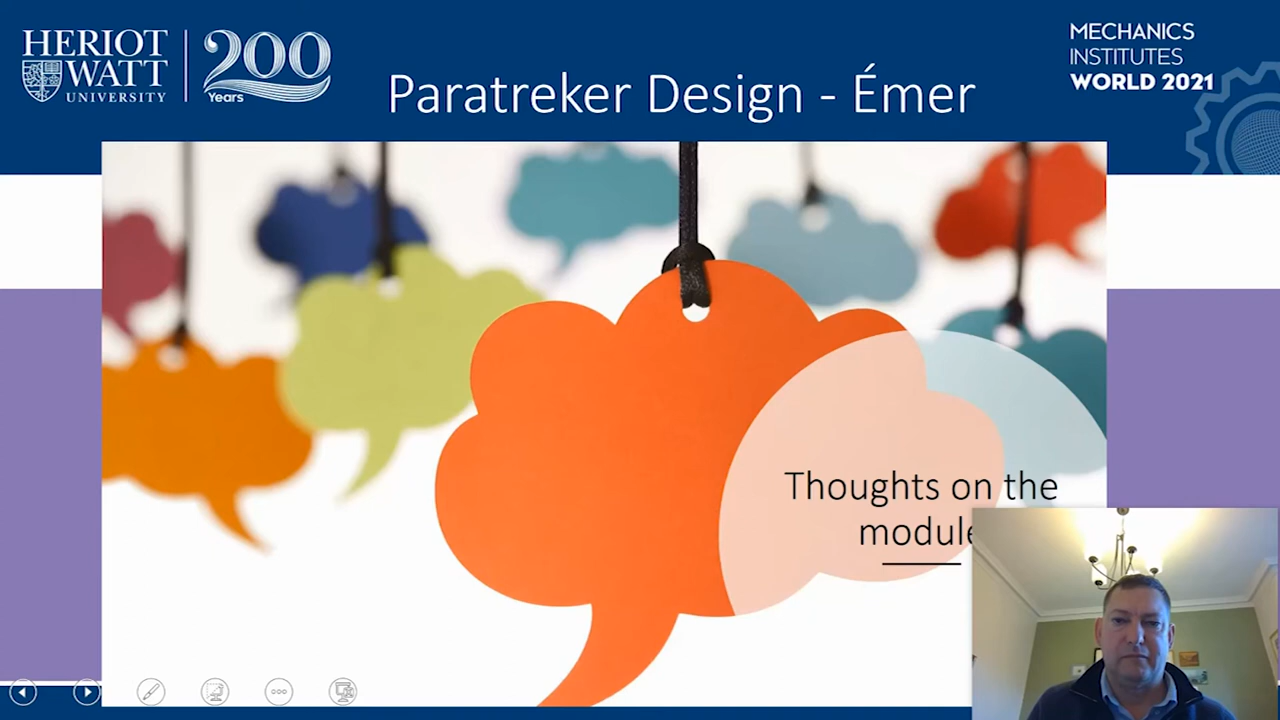 HERIOT
WATT
UNIVERSITY
200
Years
Paratreker Design - Émer
MECHANICS
INSTITUTES
WORLD 2021
Thoughts on the
module